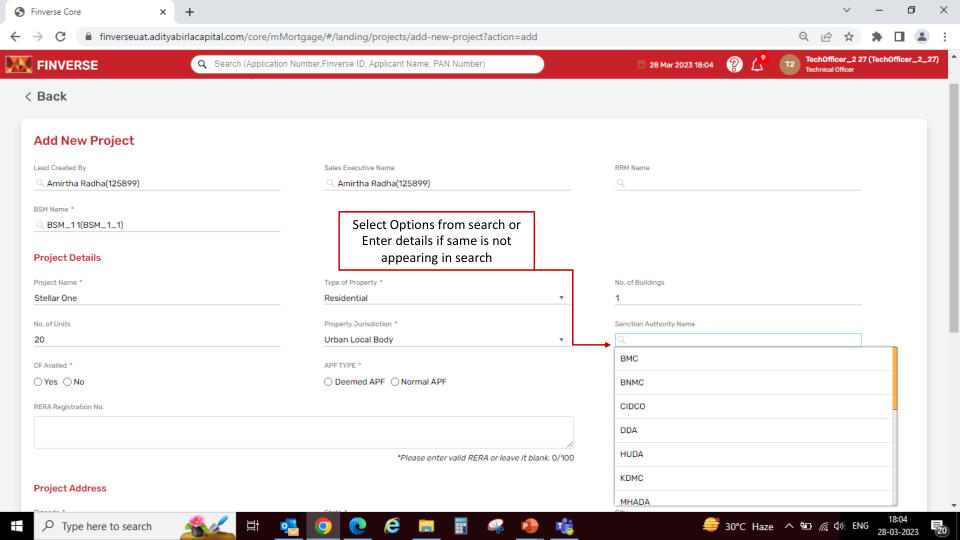 Finverse Core
finverseuat.adityabirlacapital.com/core/mMortgage/#/landing/projects/add-new-project?action=add
FINVERSE
Search (Application Number,Finverse ID, Applicant Name, PAN Number)
28 Mar 2023 18:04
T2
TechOfficer_2 27 (TechOfficer_2_27)
Technical Officer
< Back
Add New Project
Lead Created By
Sales Executive Name
RRM Name
Amirtha Radha(125899)
Amirtha Radha(125899)
BSM Name *
BSM_1 1(BSM_1_1)
Select Options from search or
Enter details if same is not
appearing in search
Project Details
Project Name *
Type of Property *
No. of Buildings
Stellar One
Residential
1
No. of Units
Property Jurisdiction *
Sanction Authority Name
20
Urban Local Body
CF Availed *
APF TYPE *
Yes
No
Deemed APF
Normal APF
BMC
BNMC
CIDCO
DDA
HUDA
KDMC
MHADA
RERA Registration No.
*Please enter valid RERA or leave it blank. 0/100
Project Address
Type here to search
30°C Haze
ENG
18:04
28-03-2023
20